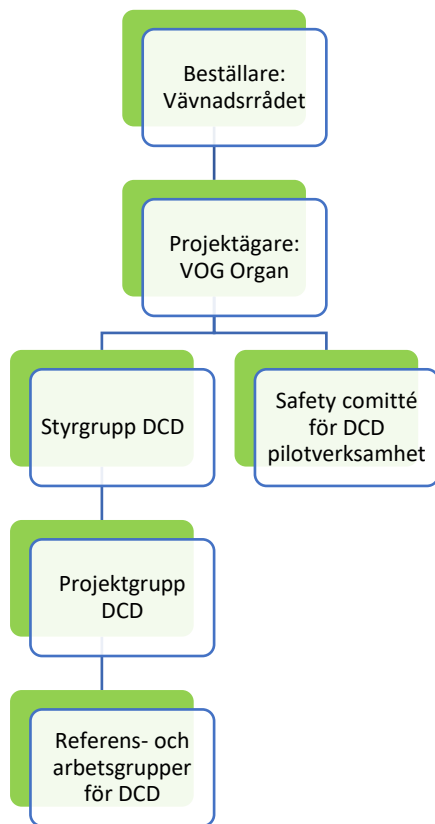 Beställare:
Vävnadsrrådet
Projektägare:
VOG Organ
Styrgrupp DCD
Safety comitté
för DCD
pilotverksamhet
Projektgrupp
DCD
Referens- och
arbetsgrupper
för DCD